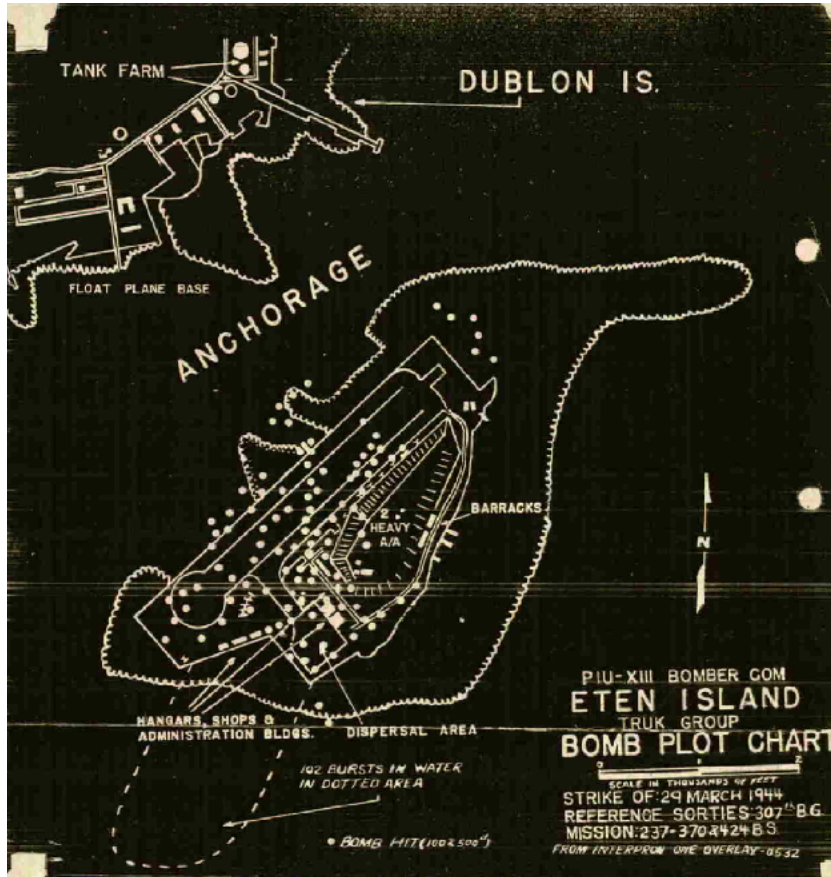 TANK FARM
DUBLON IS.
FLOAT PLANE BASE
ANCHORAGE
2
HEAVY
A/A
BARRACKS
N
HANGARS, SHOPS &
ADMINISTRATION BLDGS.
DISPERSAL AREA
102 BURSTS IN WATER
IN DOTTED AREA
BOMB HIT (100 & 500#)
PIU-XIII BOMBER COM
ETEN ISLAND
TRUK GROUP
BOMB PLOT CHART
0 1 2
SCALE IN THOUSANDS OF FEET
STRIKE OF: 29 MARCH 1944
REFERENCE SORTIES: 307TH BG
MISSION: 237-370 & 424 B.S.
FROM INTERPRON ONE OVERLAY-0532